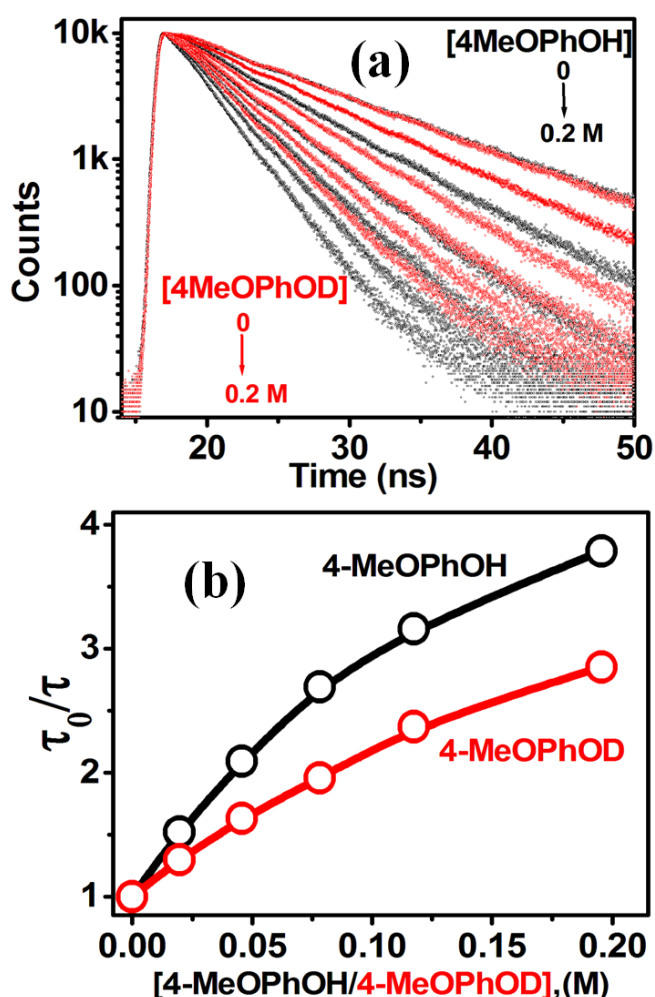 10k
(a)
[4MeOPhOH]
0
0.2 M
1k
Counts
100
[4MeOPhOD]
0
0.2 M
10
20 30 40 50
Time (ns)
4
(b)
4-MeOPhOH
3
τ0/τ
4-MeOPhOD
2
1
0.00 0.05 0.10 0.15 0.20
[4-MeOPhOH/4-MeOPhOD],(M)